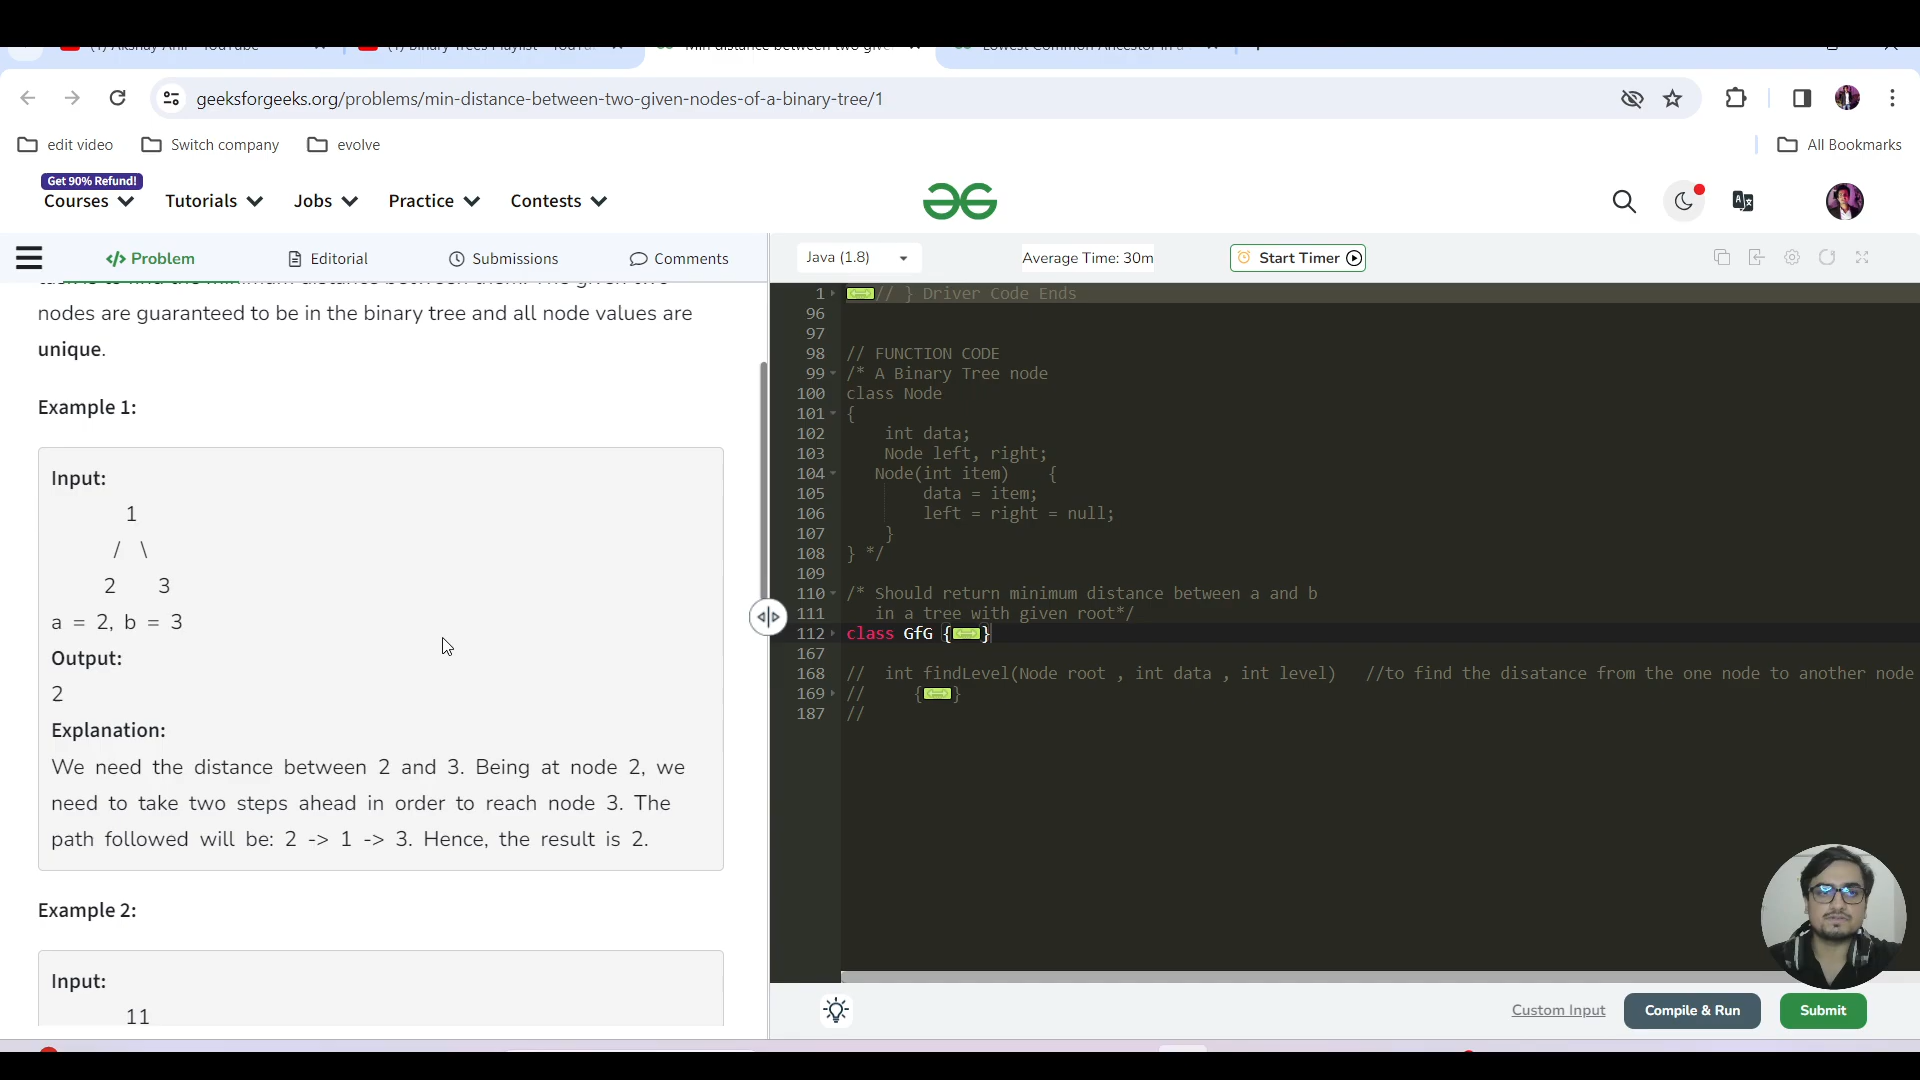 geeksforgeeks.org/problems/min-distance-between-two-given-nodes-of-a-binary-tree/1
edit video
Switch company
evolve
All Bookmarks
Get 90% Refund!
Courses
Tutorials
Jobs
Practice
Contests
</> Problem
Editorial
Submissions
Comments
nodes are guaranteed to be in the binary tree and all node values are
unique.
Example 1:
Input:
1
/ \
2 3
a = 2, b = 3
Output:
2
Explanation:
We need the distance between 2 and 3. Being at node 2, we
need to take two steps ahead in order to reach node 3. The
path followed will be: 2 -> 1 -> 3. Hence, the result is 2.
Example 2:
Input:
11
Java (1.8)
Average Time: 30m
Start Timer
1 // } Driver Code Ends
96
97
98 // FUNCTION CODE
99 /* A Binary Tree node
100 class Node
101 {
102 int data;
103 Node left, right;
104 Node(int item) {
105 data = item;
106 left = right = null;
107 }
108 } */
109
110 /* Should return minimum distance between a and b
111 in a tree with given root*/
112 class GfG {}
167
168 // int findLevel(Node root , int data , int level) //to find the disatance from the one node to another node
169 // {}
187 //
Custom Input
Compile & Run
Submit